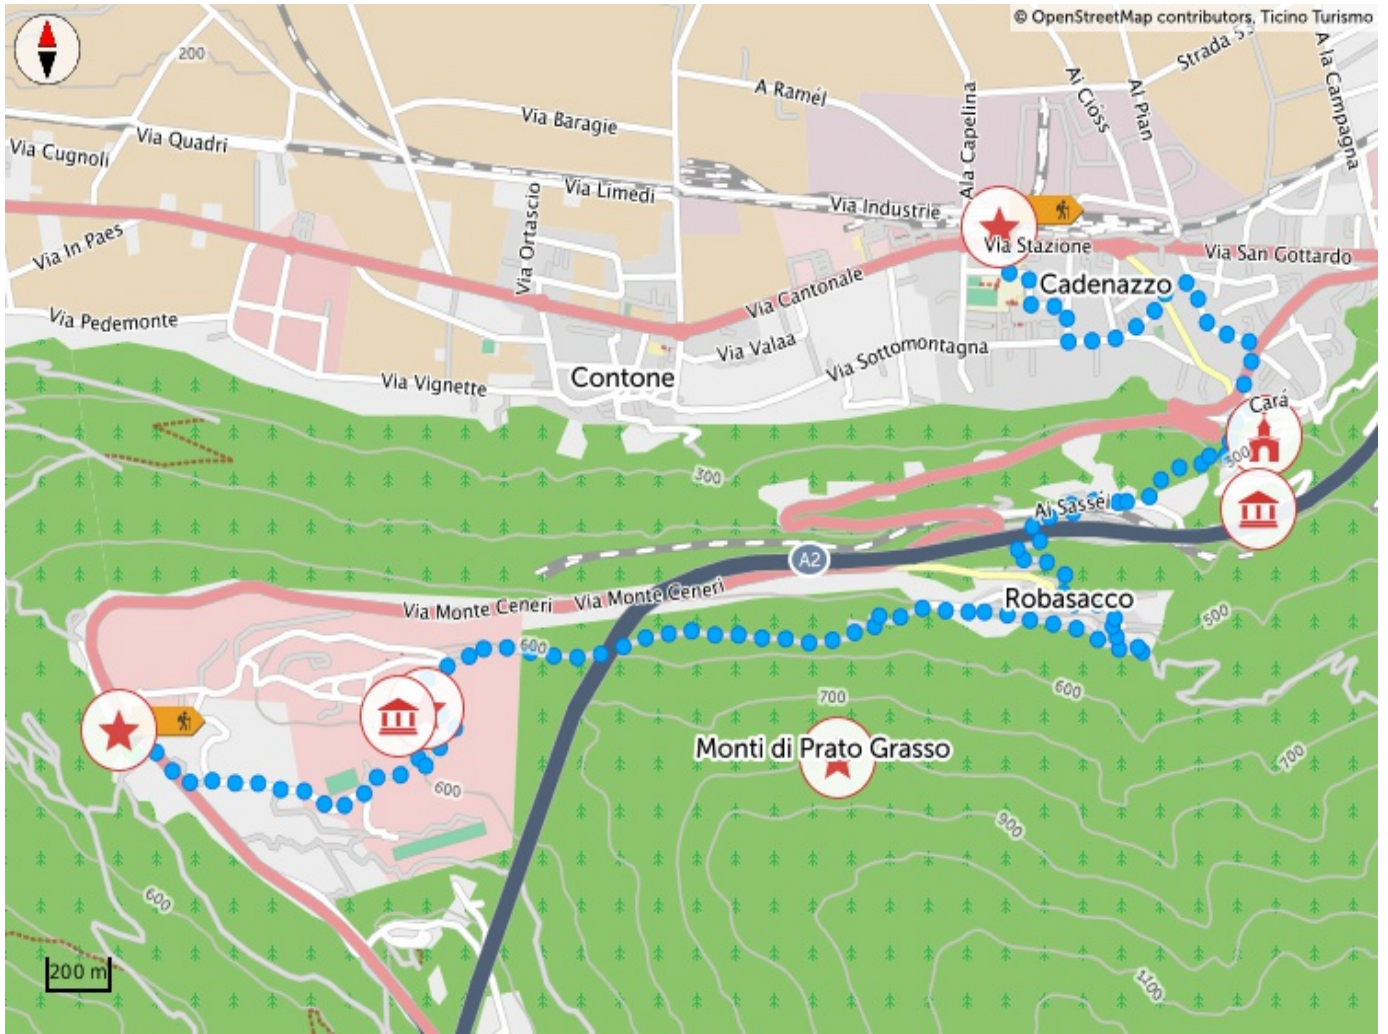 © OpenStreetMap contributors, Ticino Turismo
Strada 53
A la Campagna
200
A Ramél
Ai Cióss
Al Pian
Ala Capelina
Via Baragie
Via Quadri
Via Cugnoli
Via Limedi
Via Ortascio
Via Industrie
Via In Paes
Via Stazione
Via San Gottardo
Cadenazzo
Via Cantonale
Via Pedemonte
Via Valaa
Via Sottomontagna
Contone
Via Vignette
Cará
300
300
Ai Sasséi
A2
Via Monte Ceneri
Via Monte Ceneri
Robasacco
500
600
600
700
Monti di Prato Grasso
700
600
900
600
200 m
1100